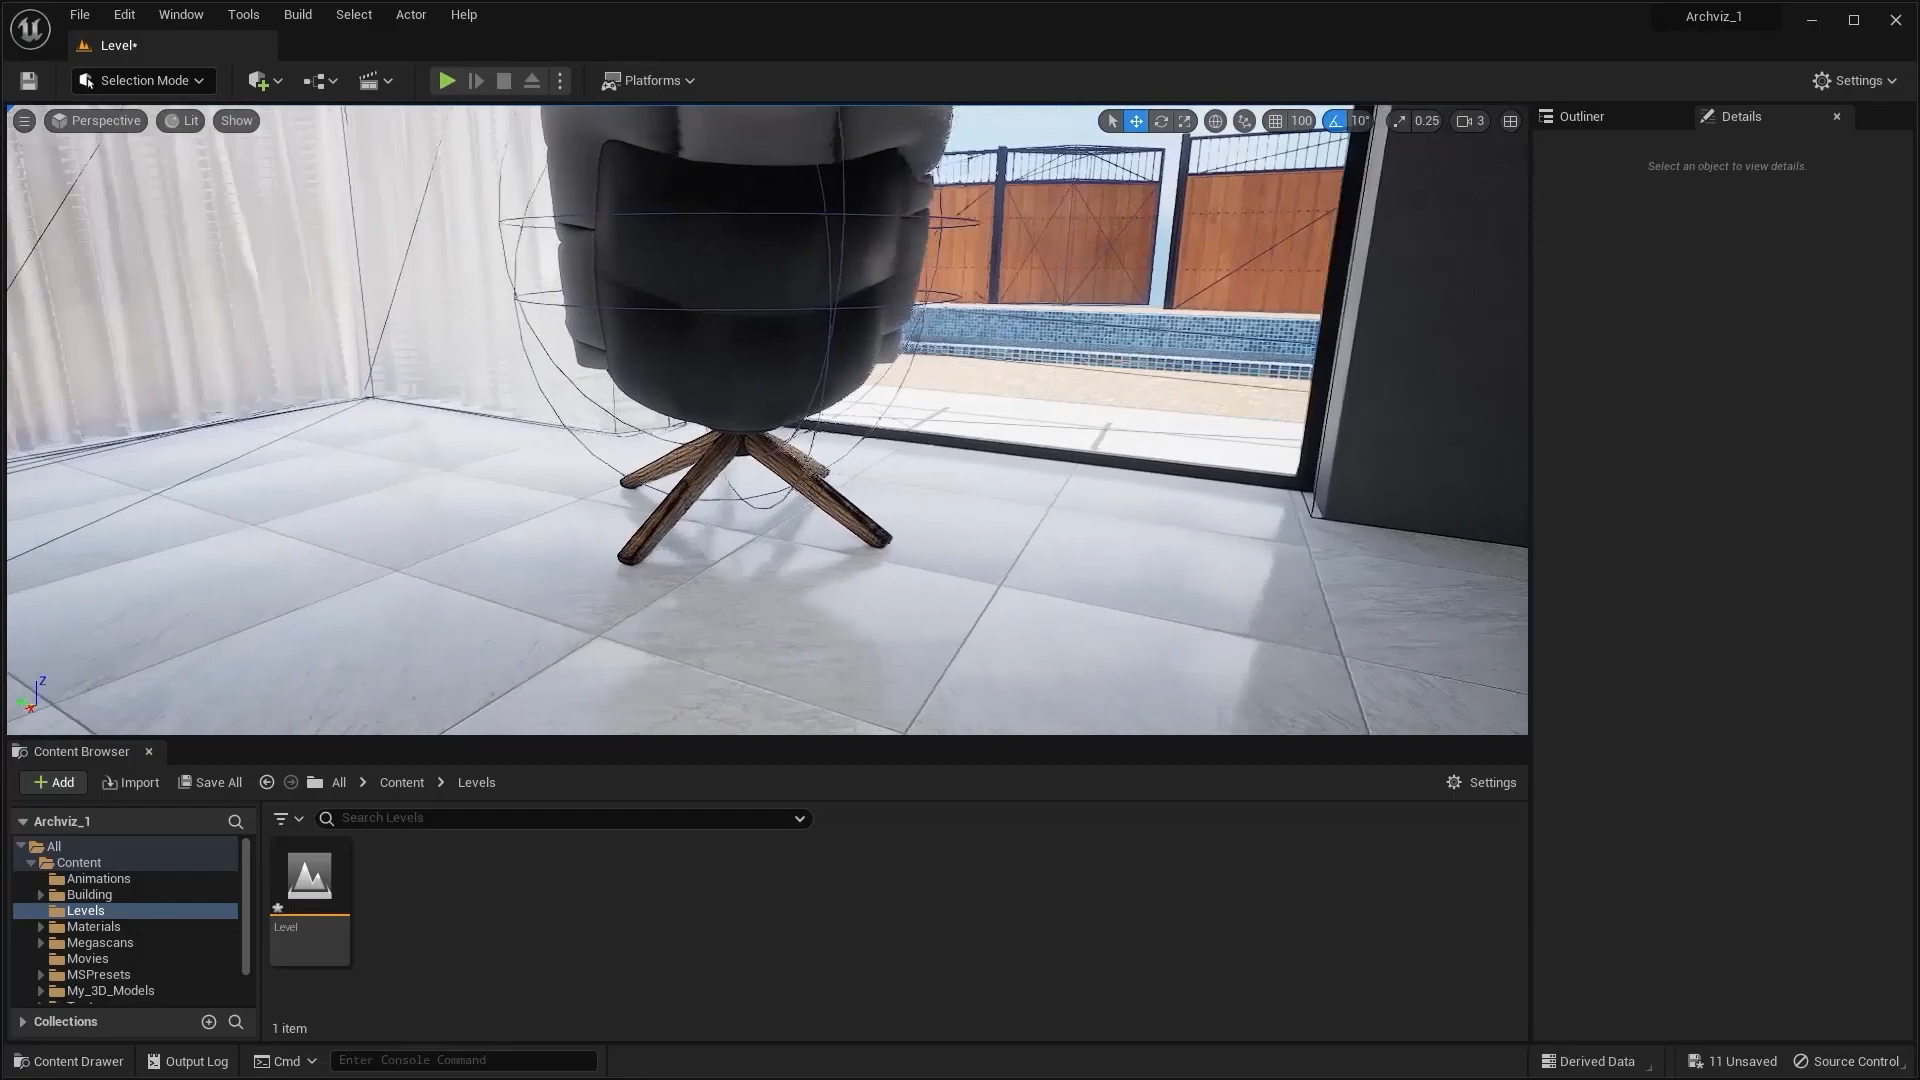 File Edit Window Tools Build Select Actor Help
Archviz_1
Level*
Selection Mode
Platforms
Settings
Perspective Lit Show
100 10° 0.25 3
Outliner Details
Select an object to view details.
Z
X
Content Browser
Add Import Save All All Content Levels Settings
Archviz_1
Search Levels
All
Content
Animations
Building
Levels
Materials
Megascans
Movies
MSPresets
My_3D_Models
Level
Collections
1 item
Content Drawer Output Log Cmd Enter Console Command Derived Data 11 Unsaved Source Control